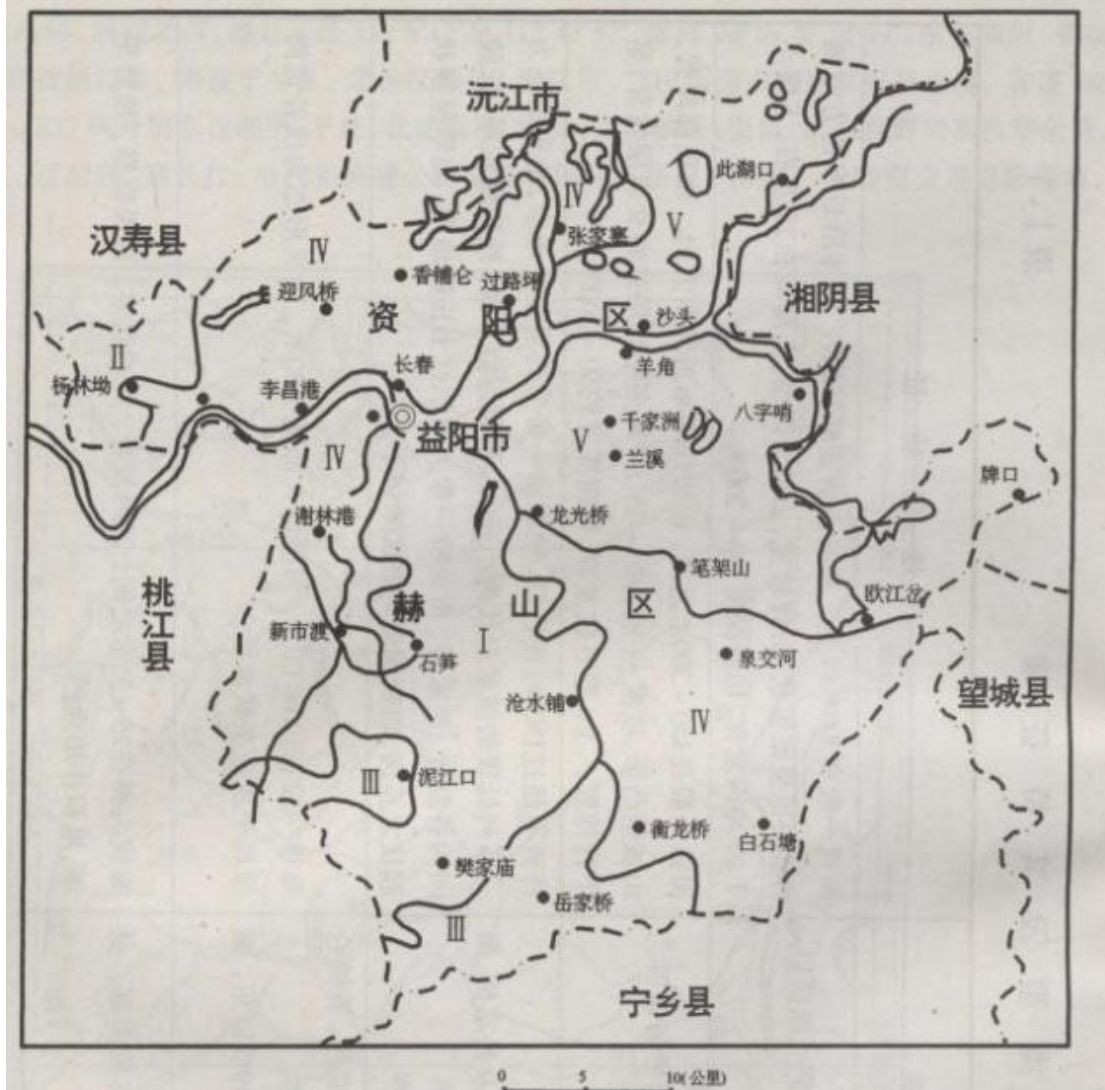 沅江市
此湖口
Ⅳ
Ⅴ
张家塞
汉寿县
Ⅳ
香铺仑
过路坪
迎风桥
资阳区
沙头
湘阴县
Ⅱ
羊角
杨林坳
李昌港
长春
八字哨
千家洲
益阳市
Ⅴ
兰溪
Ⅳ
牌口
谢林港
龙光桥
笔架山
桃江县
赫山区
欧江岔
新市渡
Ⅰ
石笋
泉交河
沧水铺
望城县
Ⅳ
Ⅲ
泥江口
衡龙桥
白石塘
樊家庙
岳家桥
Ⅲ
宁乡县
0 5 10(公里)